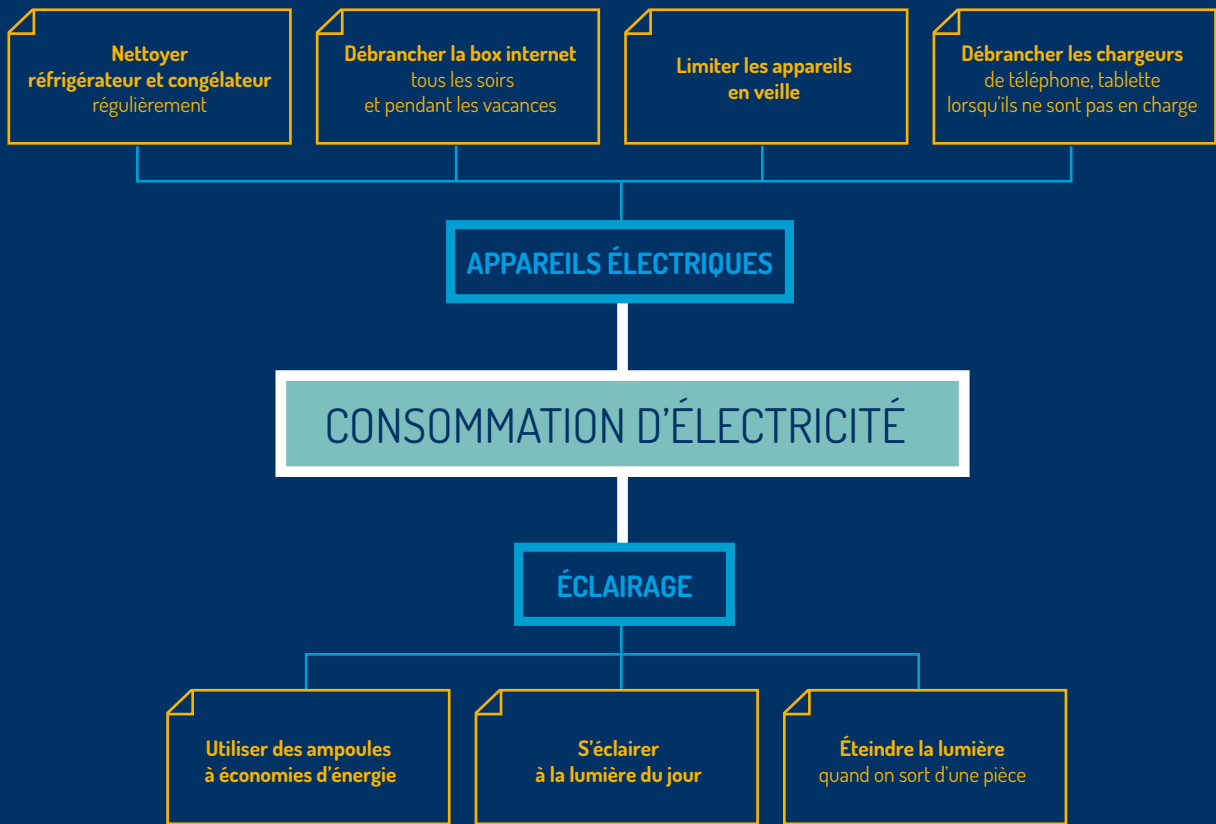 Nettoyer
réfrigérateur et congélateur
régulièrement
Débrancher la box internet
tous les soirs
et pendant les vacances
Limiter les appareils
en veille
Débrancher les chargeurs
de téléphone, tablette
lorsqu'ils ne sont pas en charge
APPAREILS ÉLECTRIQUES
CONSOMMATION D'ÉLECTRICITÉ
ÉCLAIRAGE
Utiliser des ampoules
à économies d'énergie
S'éclairer
à la lumière du jour
Éteindre la lumière
quand on sort d'une pièce